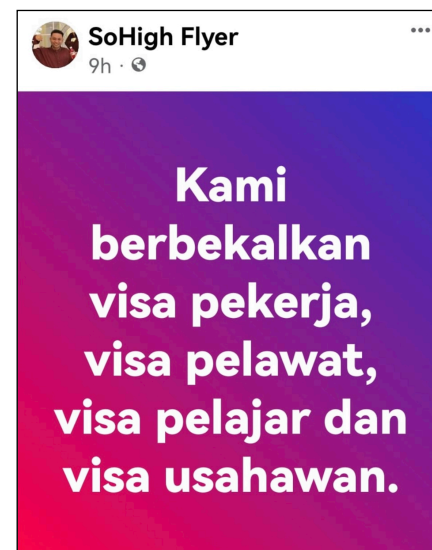 SoHigh Flyer
9h ·
Kami
berbekalkan
visa pekerja,
visa pelawat,
visa pelajar dan
visa usahawan.